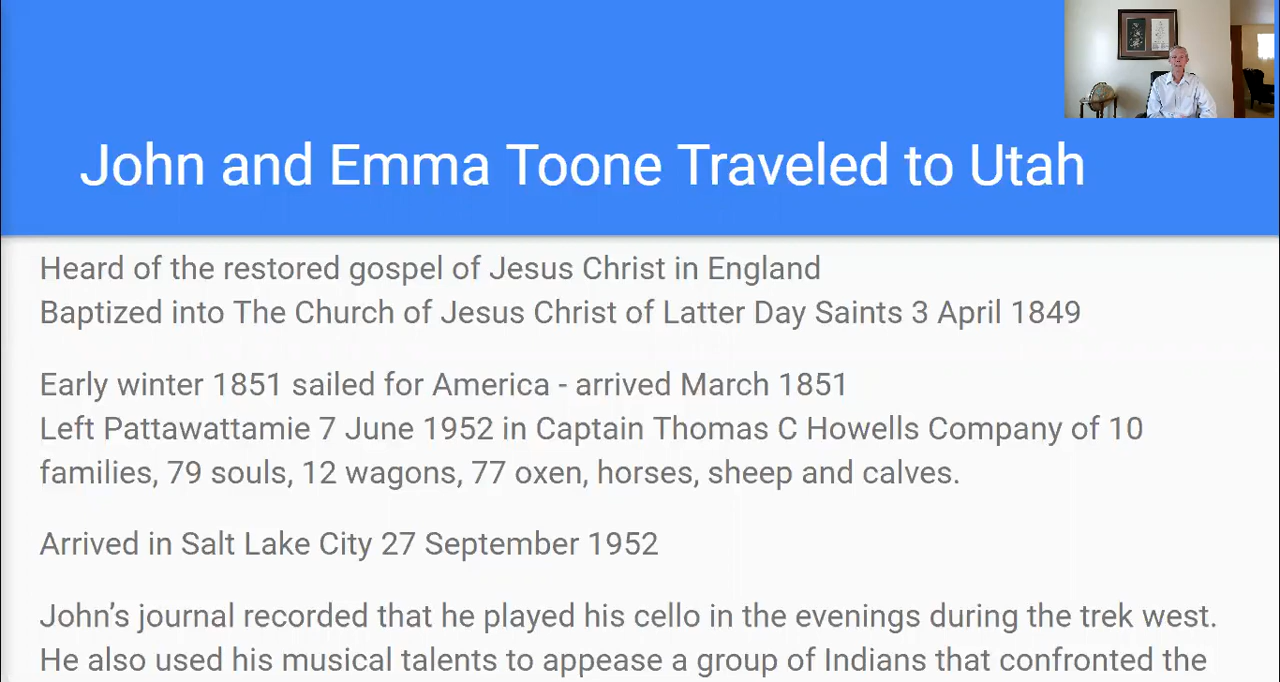 John and Emma Toone Traveled to Utah
Heard of the restored gospel of Jesus Christ in England
Baptized into The Church of Jesus Christ of Latter Day Saints 3 April 1849
Early winter 1851 sailed for America - arrived March 1851
Left Pattawattamie 7 June 1952 in Captain Thomas C Howells Company of 10
families, 79 souls, 12 wagons, 77 oxen, horses, sheep and calves.
Arrived in Salt Lake City 27 September 1952
John’s journal recorded that he played his cello in the evenings during the trek west.
He also used his musical talents to appease a group of Indians that confronted the